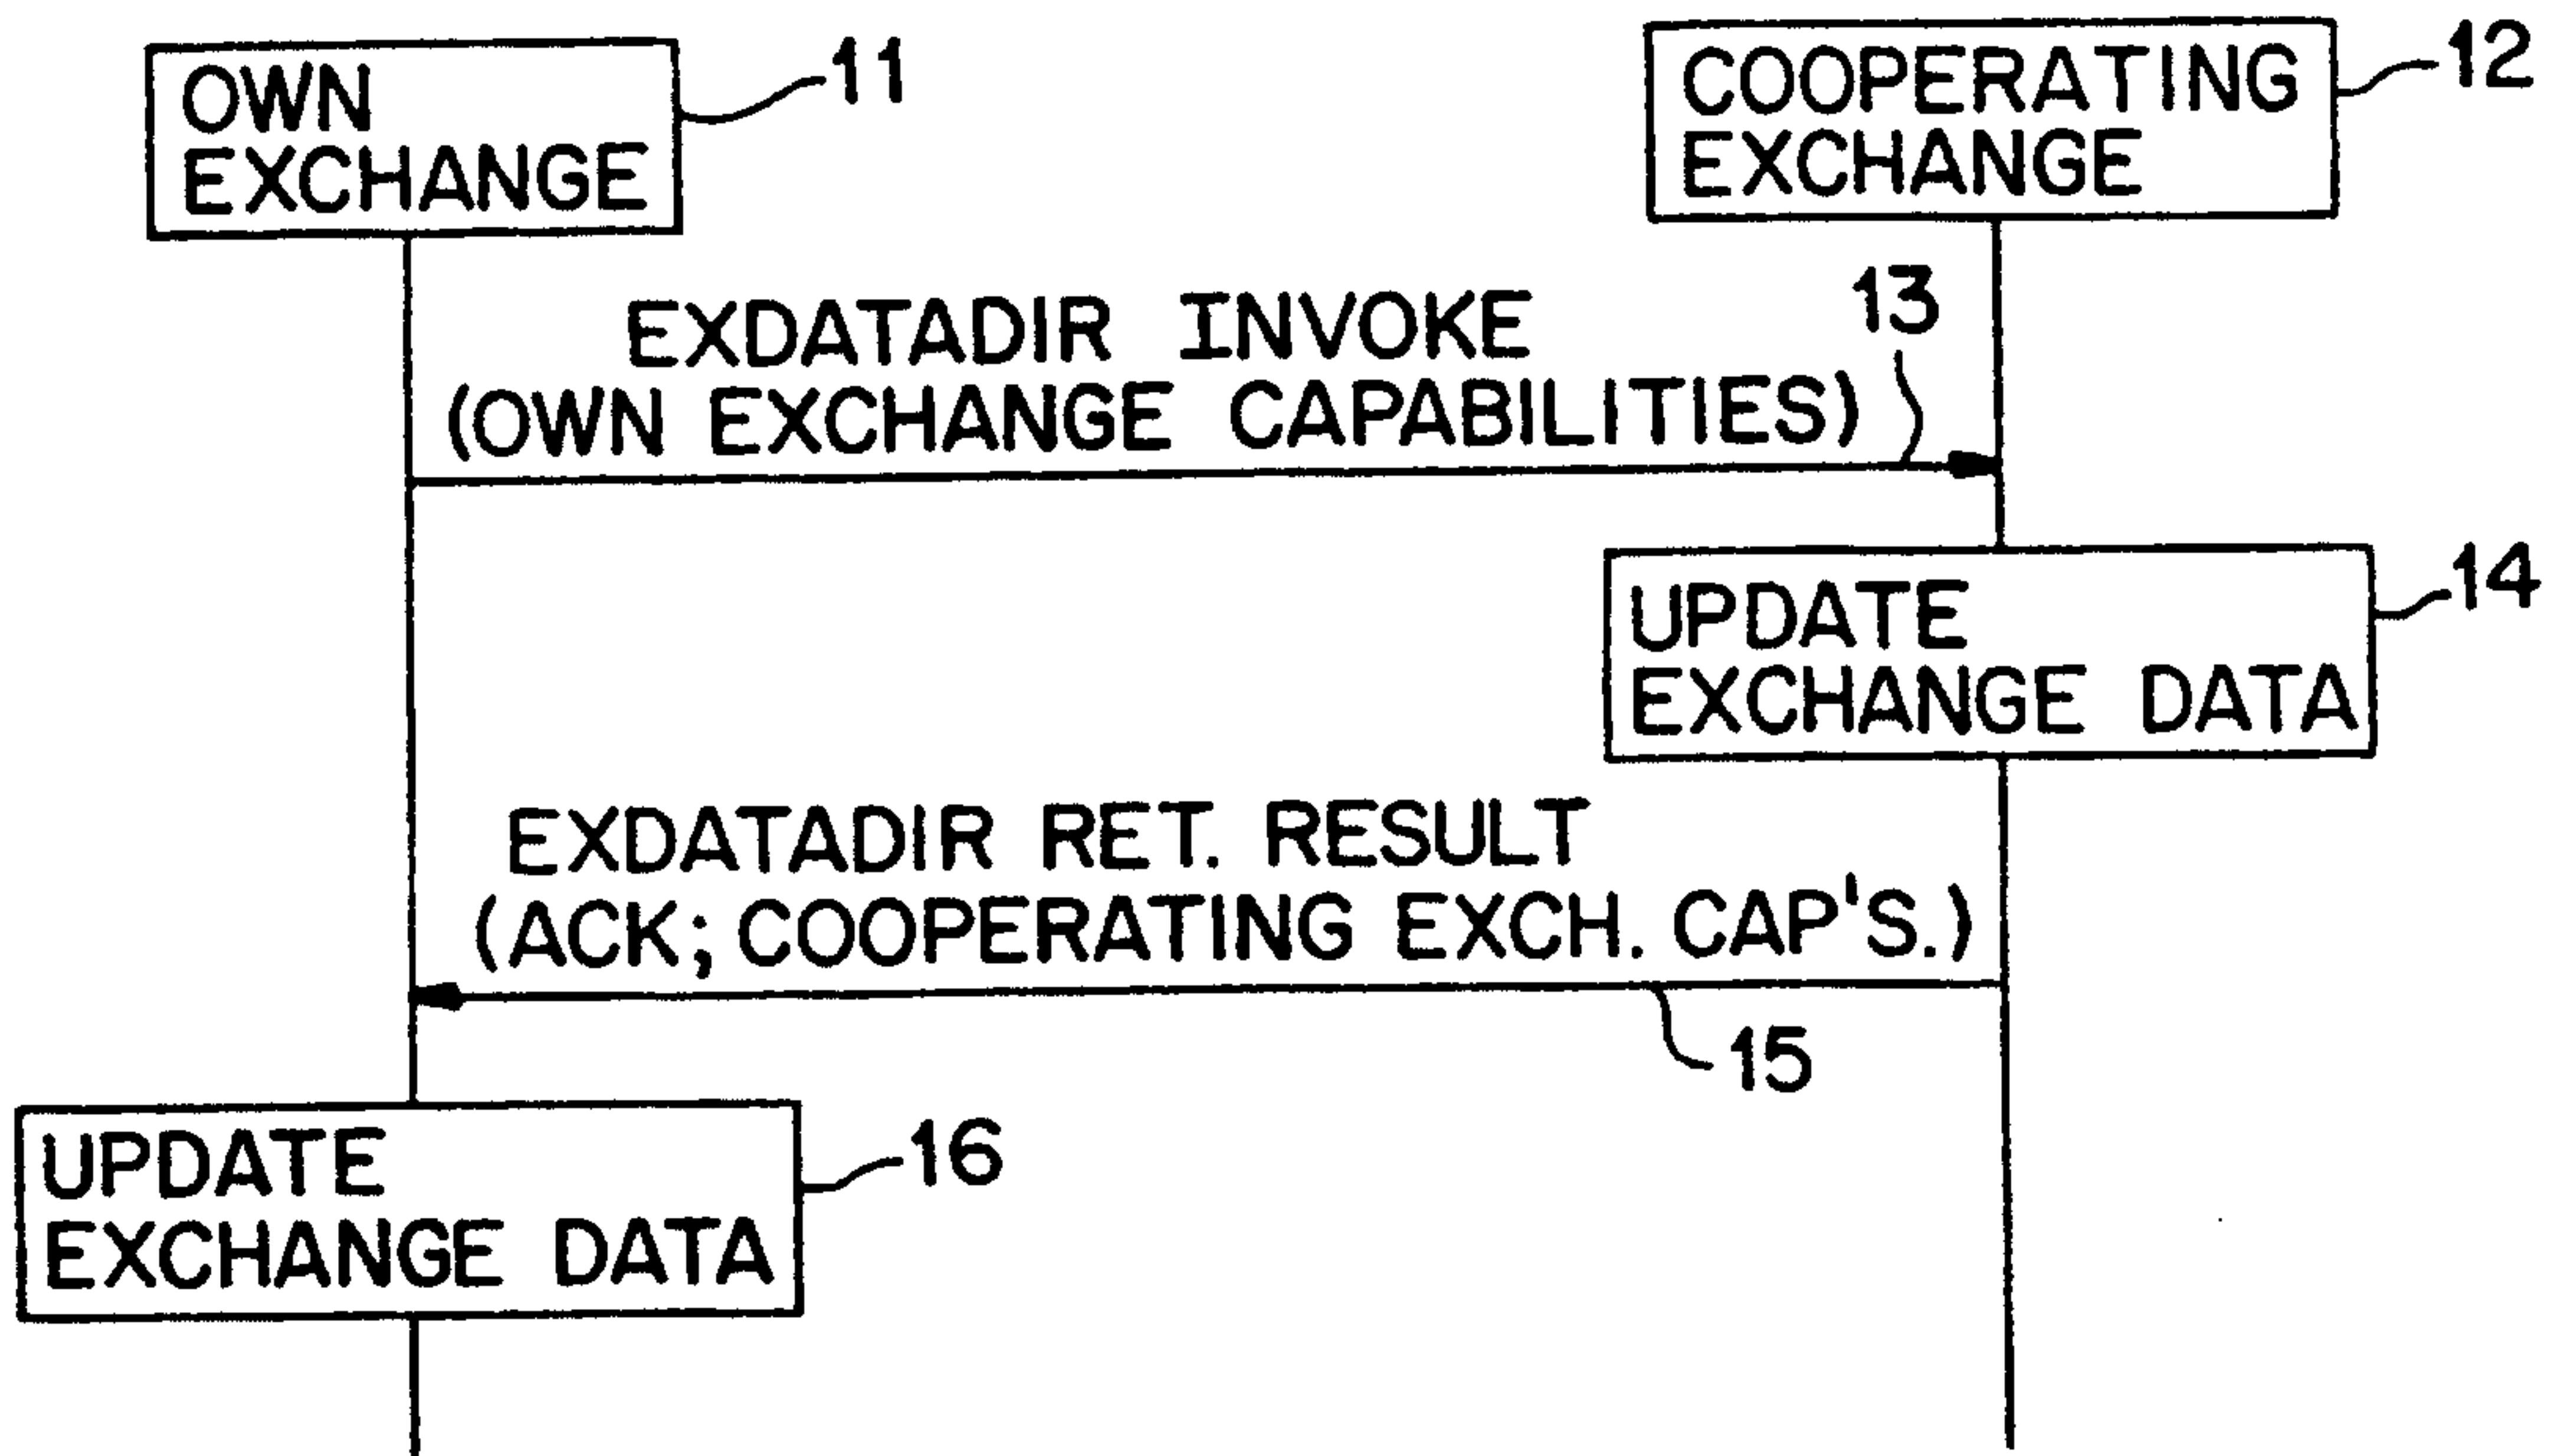 OWN
EXCHANGE
11
COOPERATING
EXCHANGE
12
EXDATADIR INVOKE
(OWN EXCHANGE CAPABILITIES)
13
UPDATE
EXCHANGE DATA
14
EXDATADIR RET. RESULT
(ACK; COOPERATING EXCH. CAP'S.)
15
UPDATE
EXCHANGE DATA
16